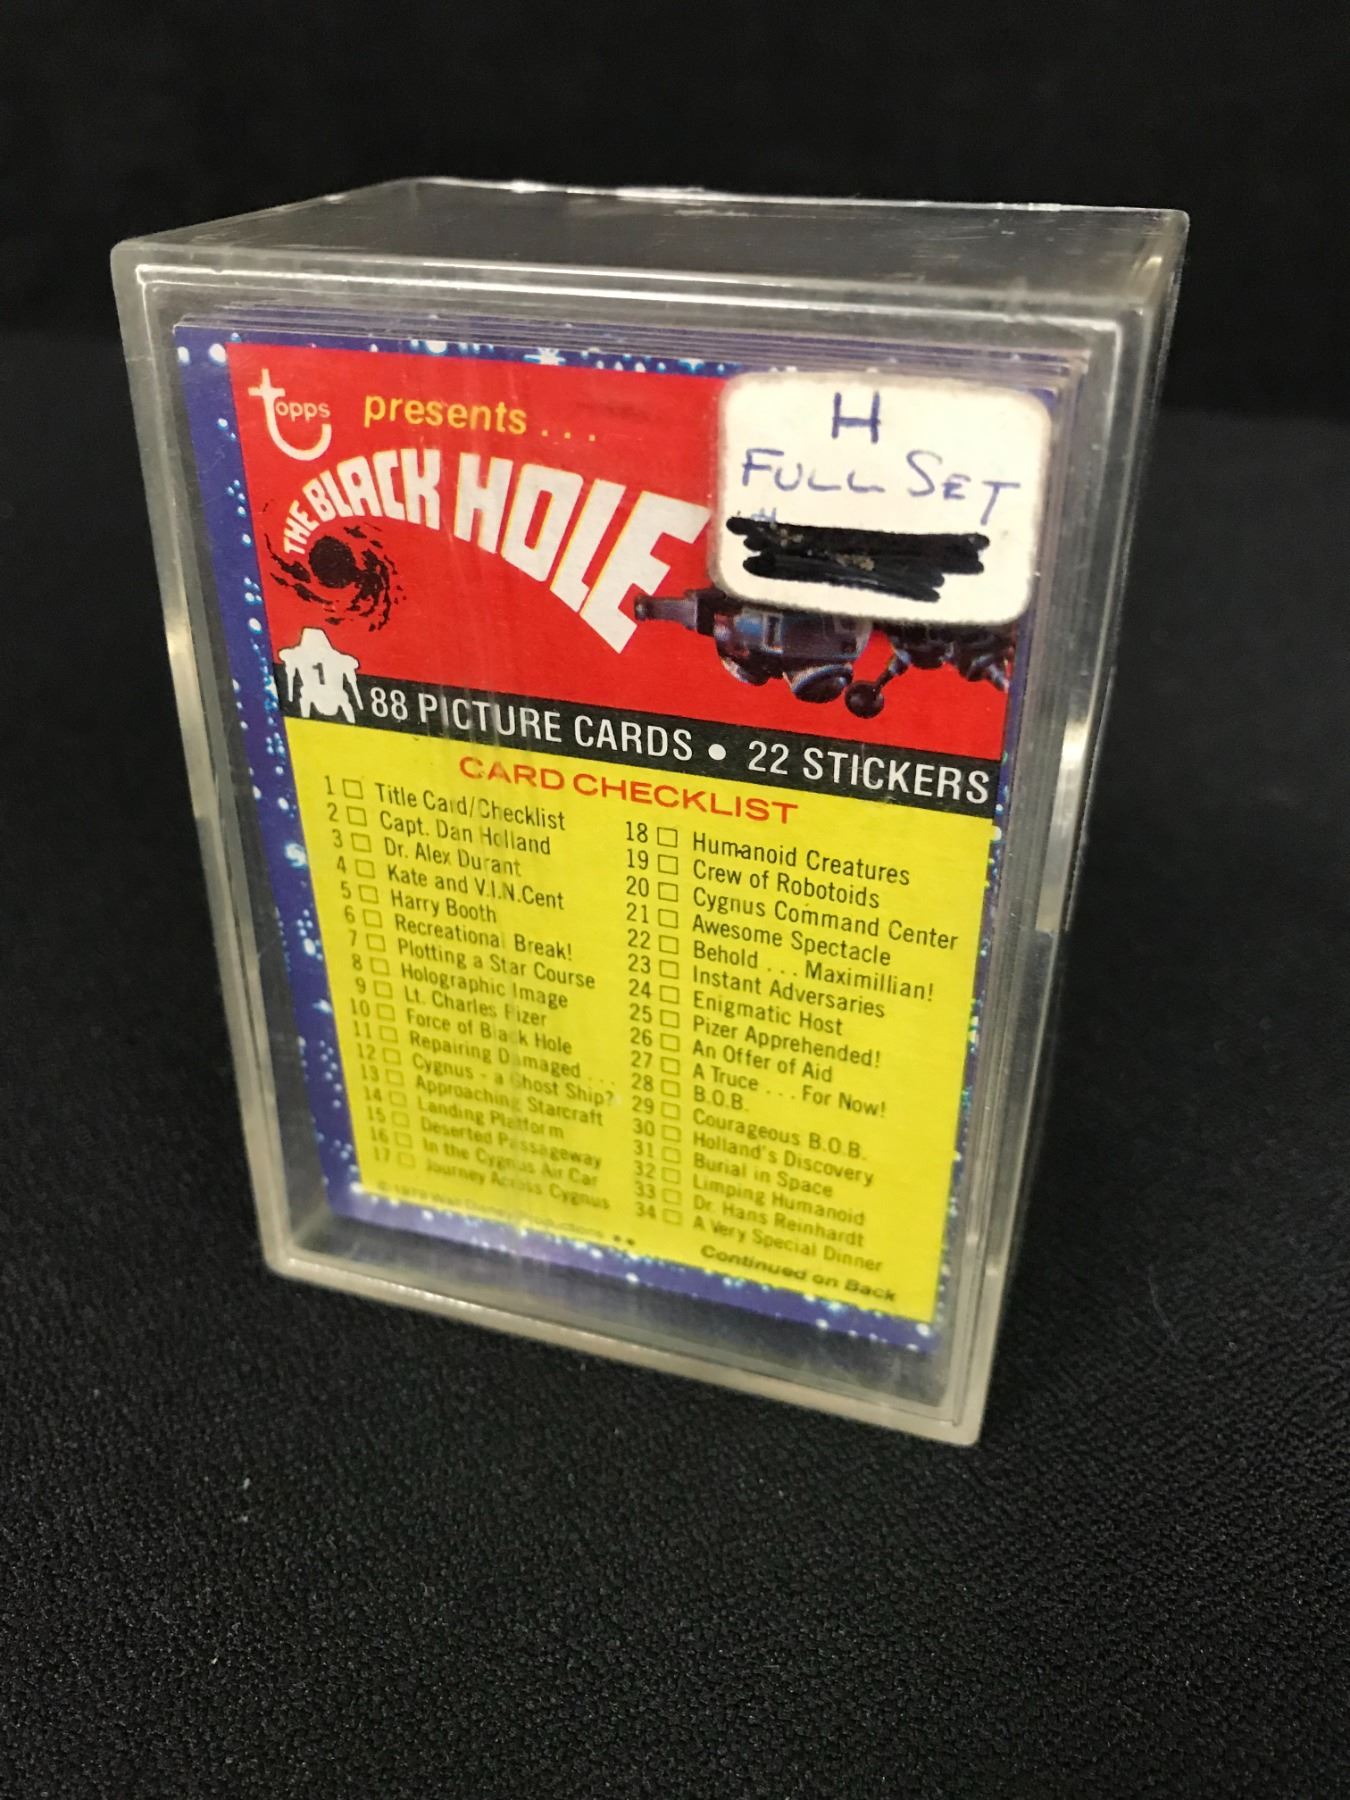 topps presents...
THE BLACK HOLE
H
FULL SET
1
88 PICTURE CARDS • 22 STICKERS
CARD CHECKLIST
1 □ Title Card/Checklist
2 □ Capt. Dan Holland
3 □ Dr. Alex Durant
4 □ Kate and V.I.N.Cent
5 □ Harry Booth
6 □ Recreational Break!
7 □ Plotting a Star Course
8 □ Holographic Image
9 □ Lt. Charles Pizer
10 □ Force of Black Hole
11 □ Repairing Damaged . . .
12 □ Cygnus - a Ghost Ship?
13 □ Approaching Starcraft
14 □ Landing Platform
15 □ Deserted Passageway
16 □ In the Cygnus Air Car
17 □ Journey Across Cygnus
18 □ Humanoid Creatures
19 □ Crew of Robotoids
20 □ Cygnus Command Center
21 □ Awesome Spectacle
22 □ Behold . . . Maximillian!
23 □ Instant Adversaries
24 □ Enigmatic Host
25 □ Pizer Apprehended!
26 □ An Offer of Aid
27 □ A Truce . . . For Now!
28 □ B.O.B.
29 □ Courageous B.O.B.
30 □ Holland's Discovery
31 □ Burial in Space
32 □ Limping Humanoid
33 □ Dr. Hans Reinhardt
34 □ A Very Special Dinner
© 1979 Walt Disney Productions **
Continued on Back